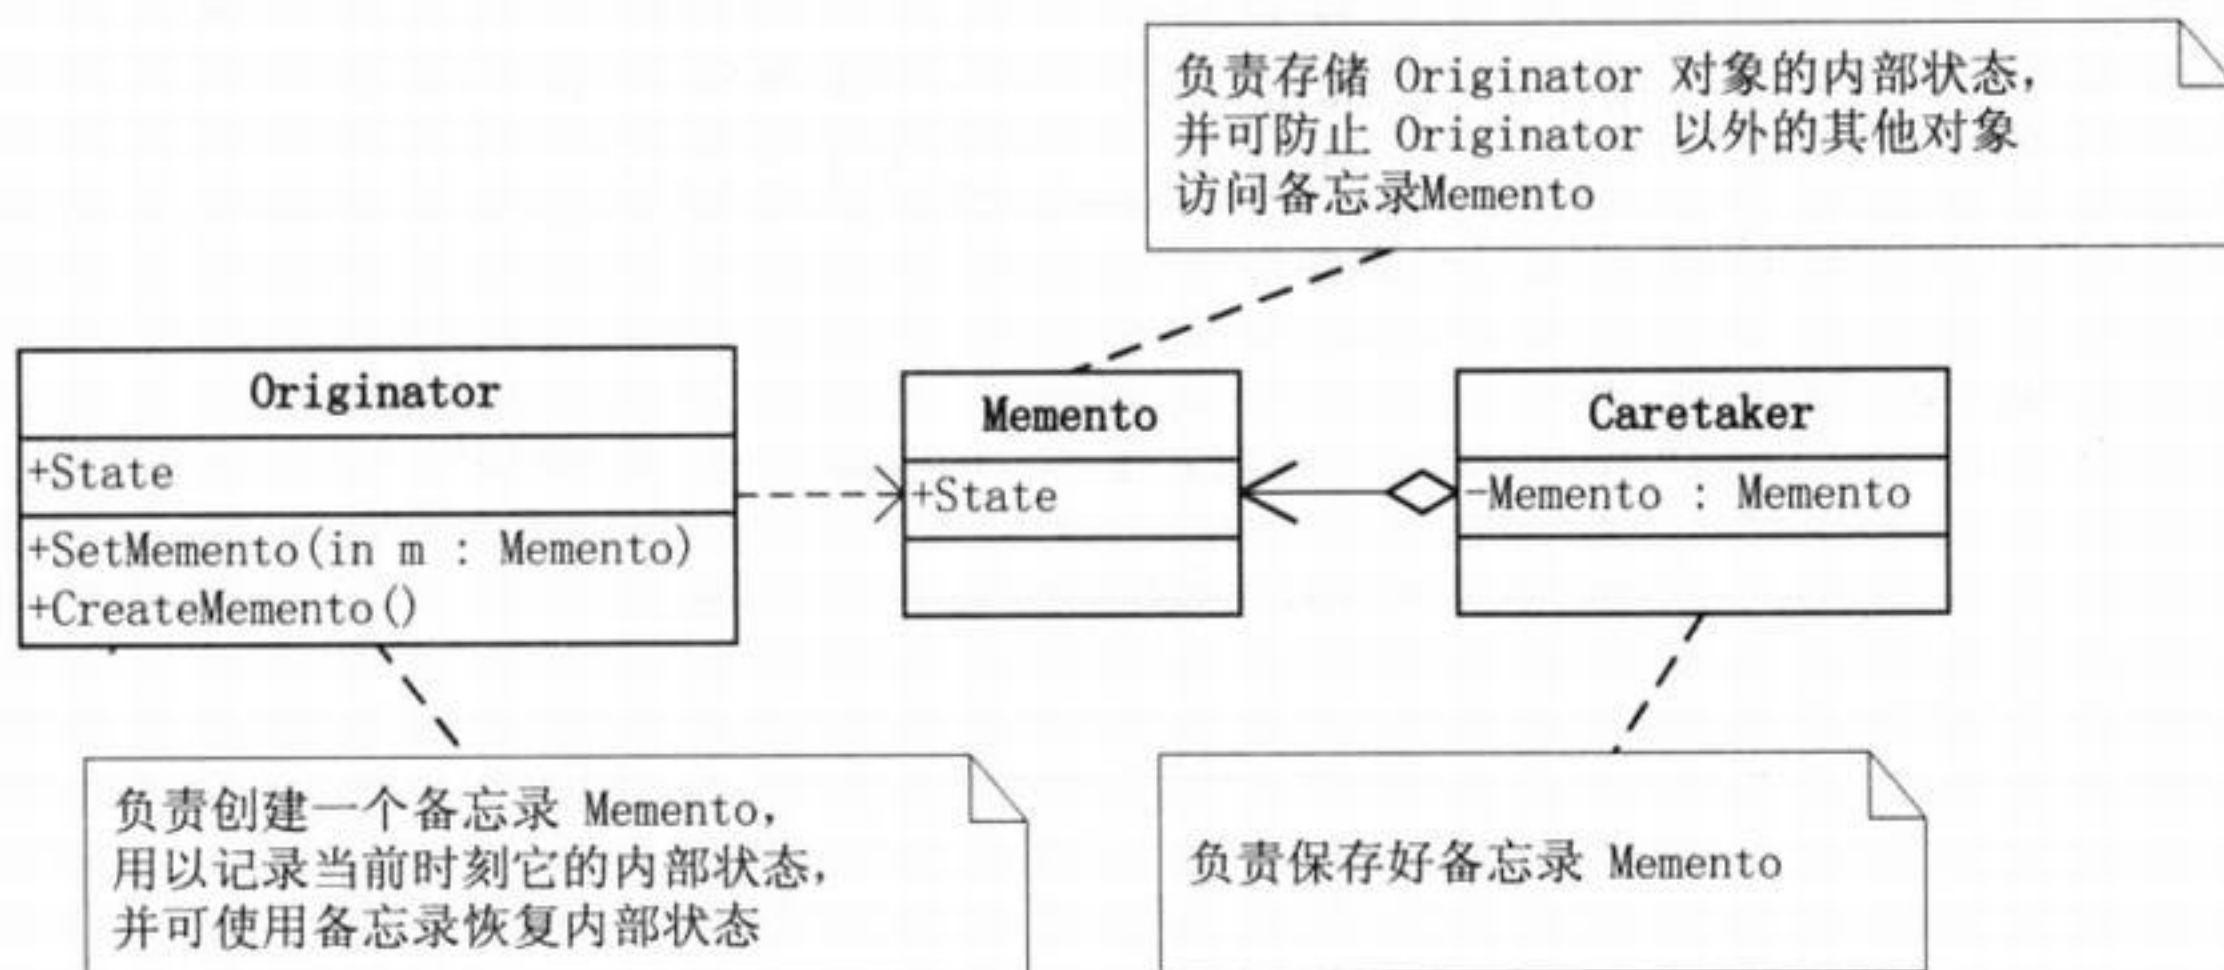 负责存储 Originator 对象的内部状态，
并可防止 Originator 以外的其他对象
访问备忘录Memento
Originator
+State
+SetMemento(in m : Memento)
+CreateMemento()
Memento
+State
Caretaker
-Memento : Memento
负责创建一个备忘录 Memento，
用以记录当前时刻它的内部状态，
并可使用备忘录恢复内部状态
负责保存好备忘录 Memento